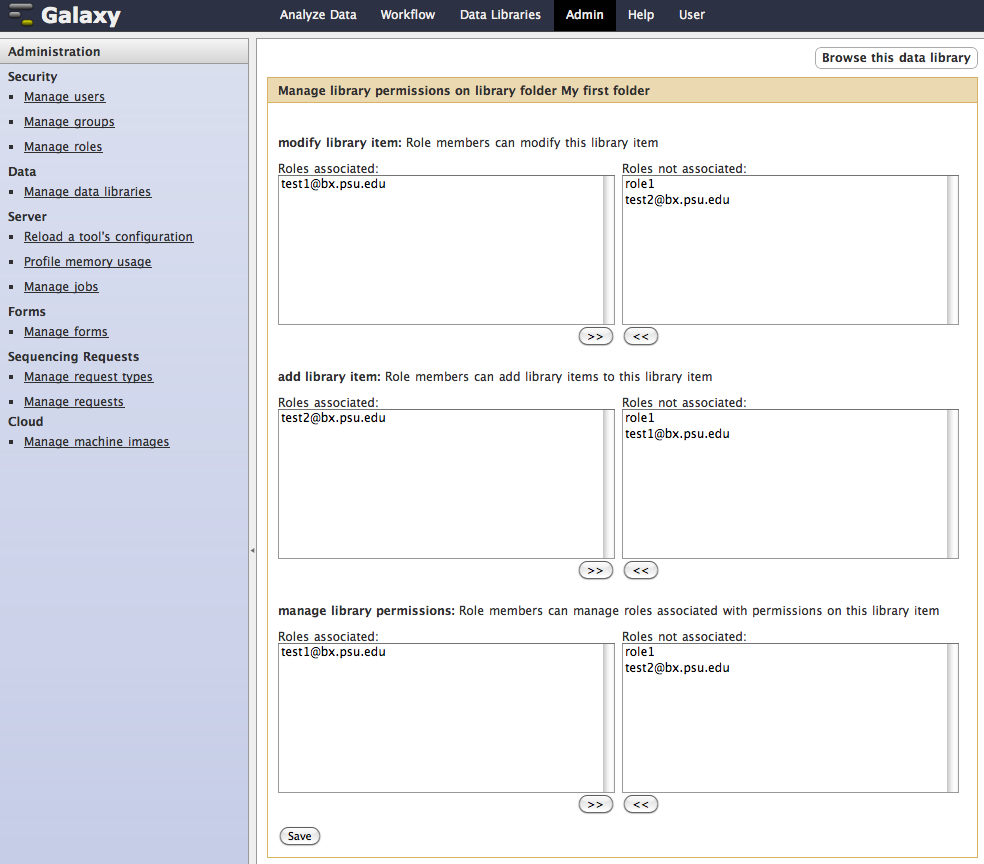 Galaxy
Analyze Data Workflow Data Libraries Admin Help User
Administration
Security
Manage users
Manage groups
Manage roles
Data
Manage data libraries
Server
Reload a tool's configuration
Profile memory usage
Manage jobs
Forms
Manage forms
Sequencing Requests
Manage request types
Manage requests
Cloud
Manage machine images
Browse this data library
Manage library permissions on library folder My first folder
modify library item: Role members can modify this library item
Roles associated:
test1@bx.psu.edu
Roles not associated:
role1
test2@bx.psu.edu
>> <<
add library item: Role members can add library items to this library item
Roles associated:
test2@bx.psu.edu
Roles not associated:
role1
test1@bx.psu.edu
>> <<
manage library permissions: Role members can manage roles associated with permissions on this library item
Roles associated:
test1@bx.psu.edu
Roles not associated:
role1
test2@bx.psu.edu
>> <<
Save